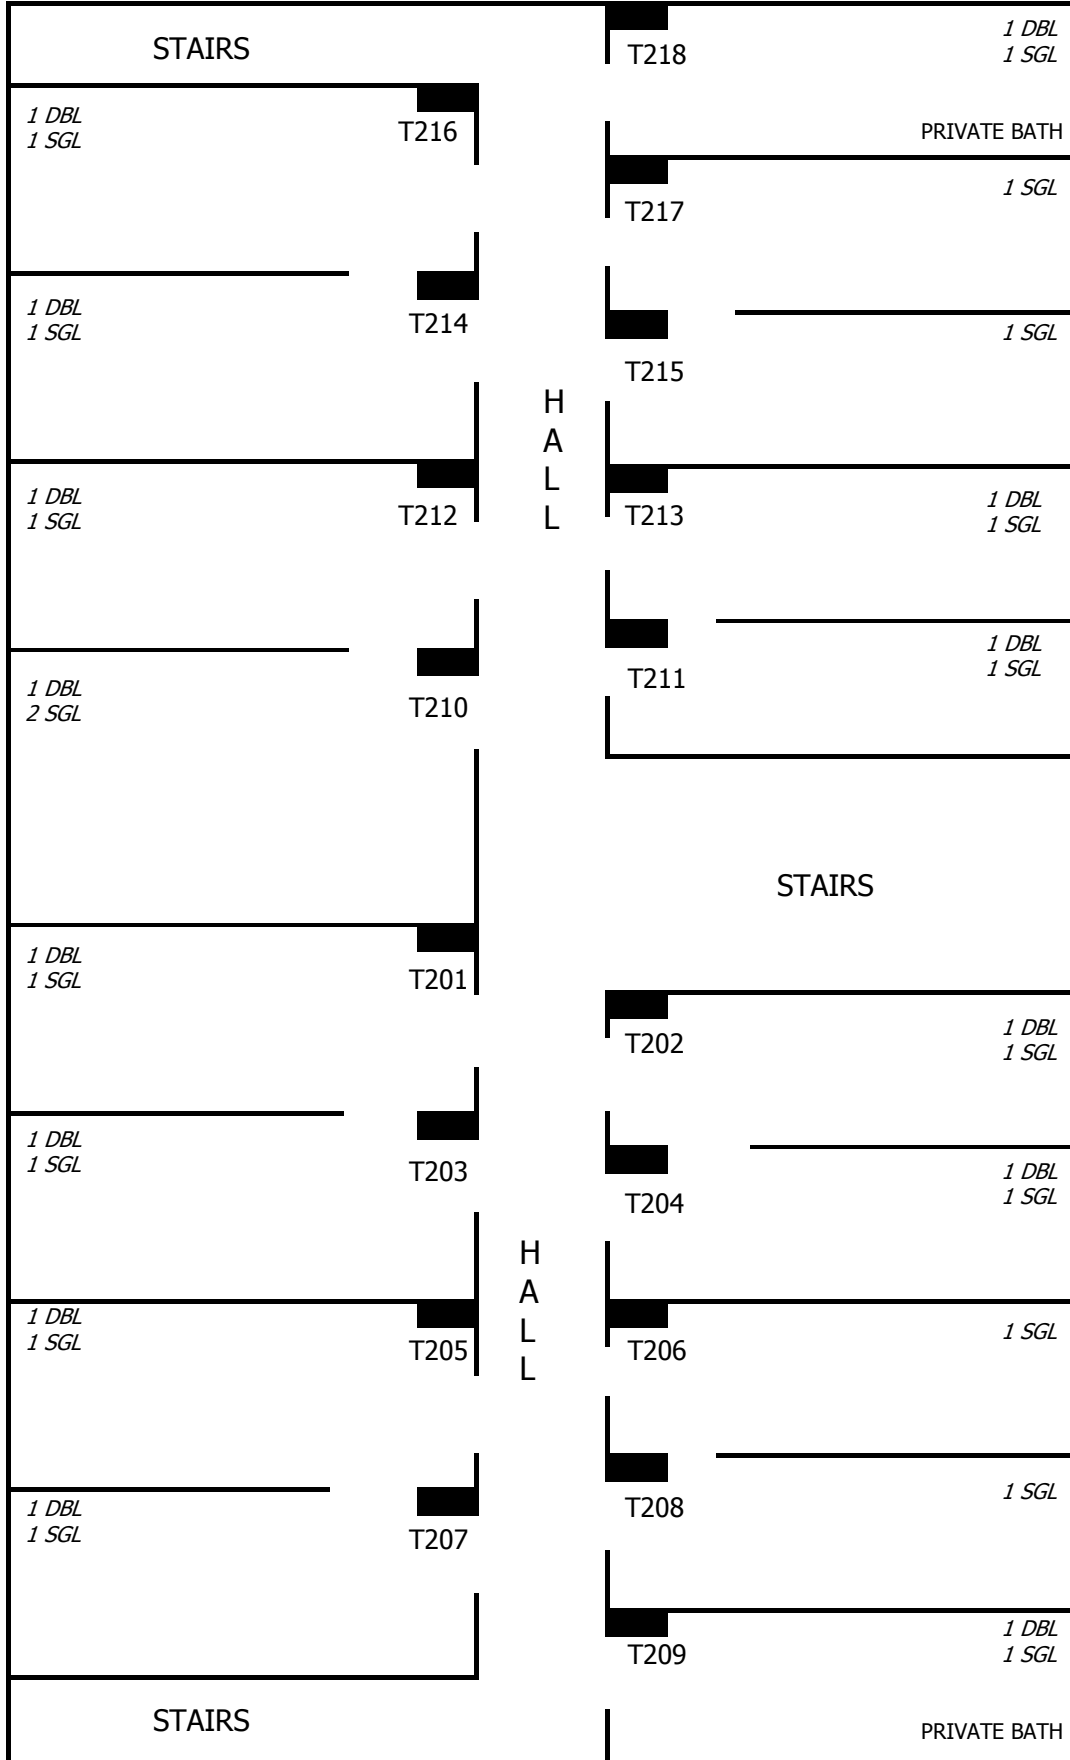 STAIRS
T218
1 DBL
1 SGL
PRIVATE BATH
1 DBL
1 SGL
T216
T217
1 SGL
1 DBL
1 SGL
T214
T215
1 SGL
H
A
L
L
1 DBL
1 SGL
T212
T213
1 DBL
1 SGL
1 DBL
2 SGL
T210
T211
1 DBL
1 SGL
STAIRS
1 DBL
1 SGL
T201
T202
1 DBL
1 SGL
1 DBL
1 SGL
T203
T204
1 DBL
1 SGL
H
A
L
L
1 DBL
1 SGL
T205
T206
1 SGL
1 DBL
1 SGL
T207
T208
1 SGL
T209
1 DBL
1 SGL
STAIRS
PRIVATE BATH